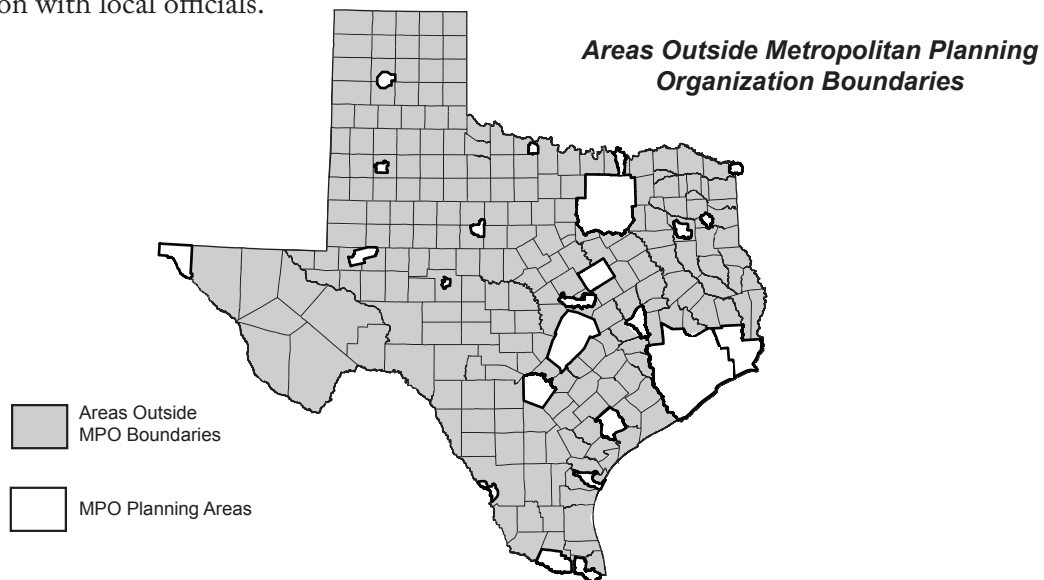 on with local officials.
Areas Outside Metropolitan Planning
Organization Boundaries
Areas Outside
MPO Boundaries
MPO Planning Areas